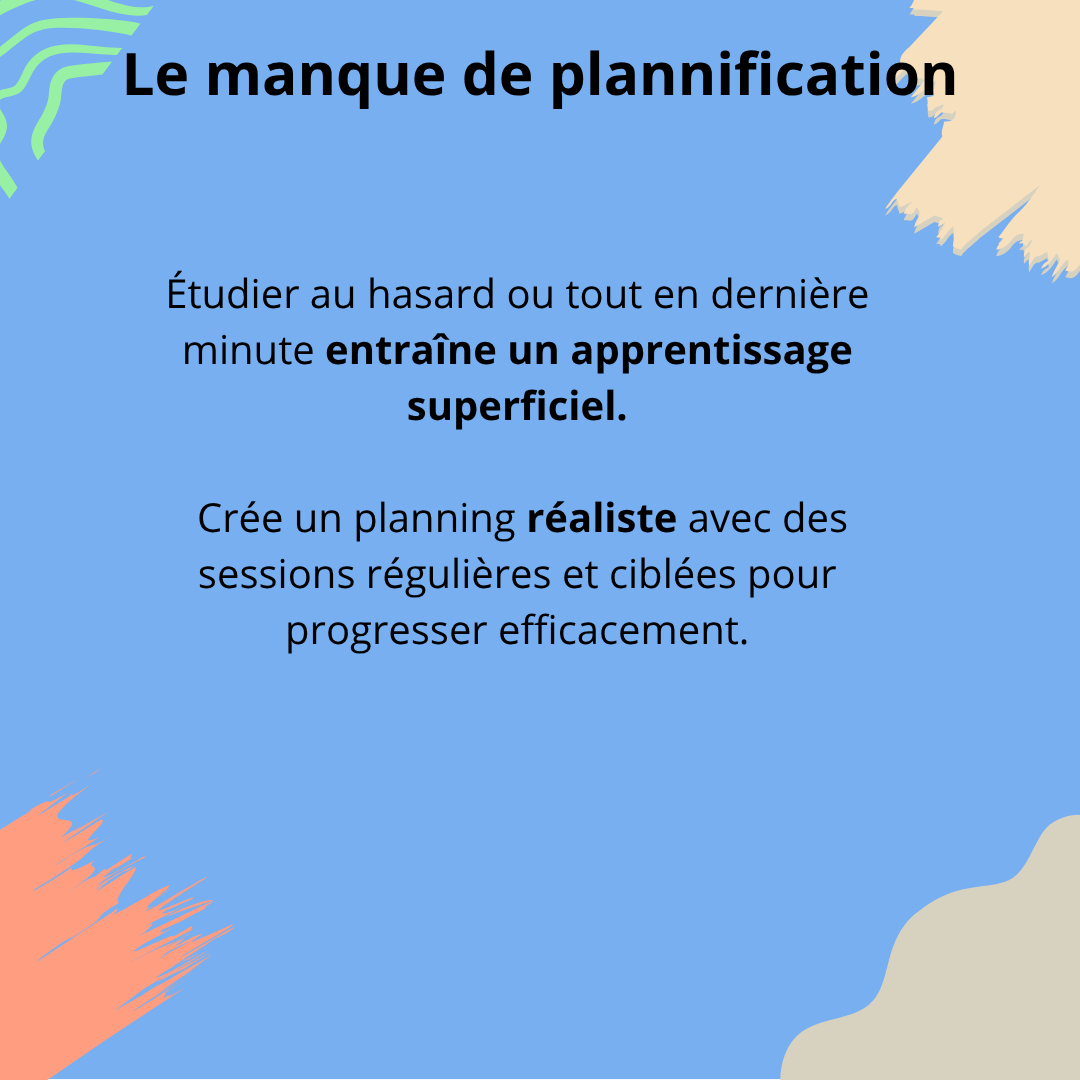 Le manque de plannification
Étudier au hasard ou tout en dernière
minute entraîne un apprentissage
superficiel.
Crée un planning réaliste avec des
sessions régulières et ciblées pour
progresser efficacement.